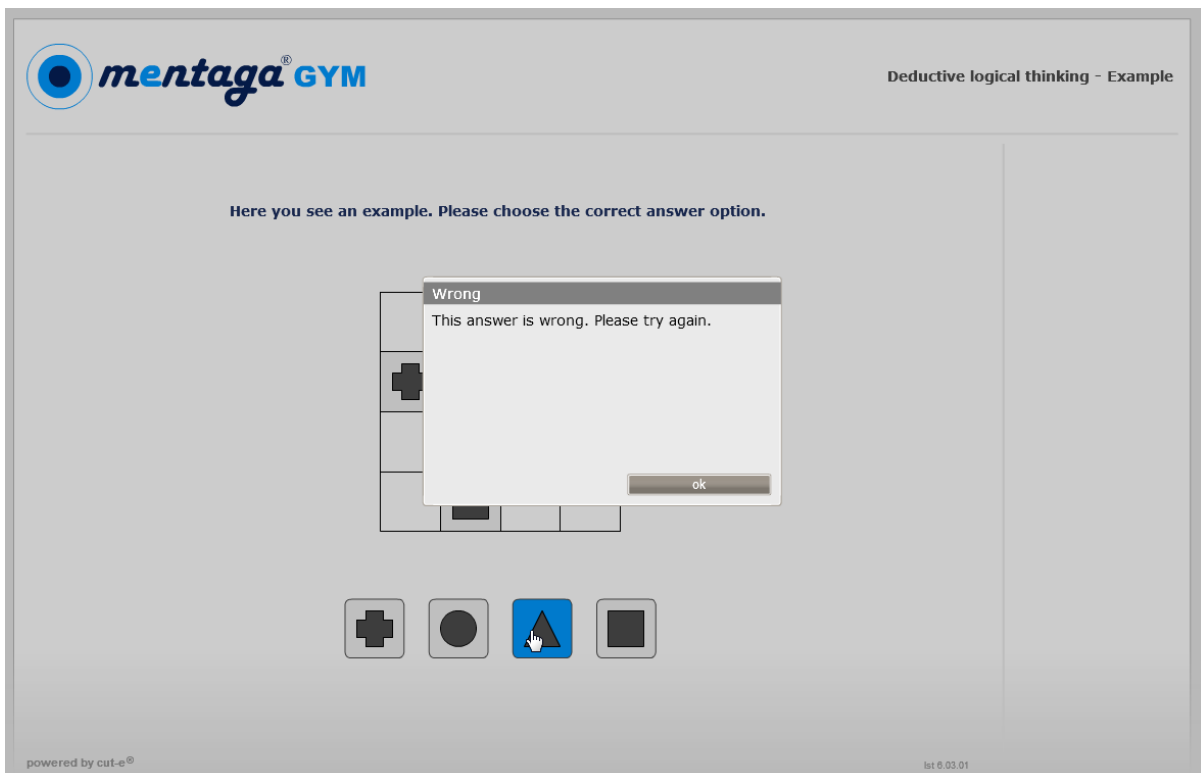 mentaga® GYM
Deductive logical thinking - Example
Here you see an example. Please choose the correct answer option.
Wrong
This answer is wrong. Please try again.
ok
powered by cut-e®
lst 6.03.01